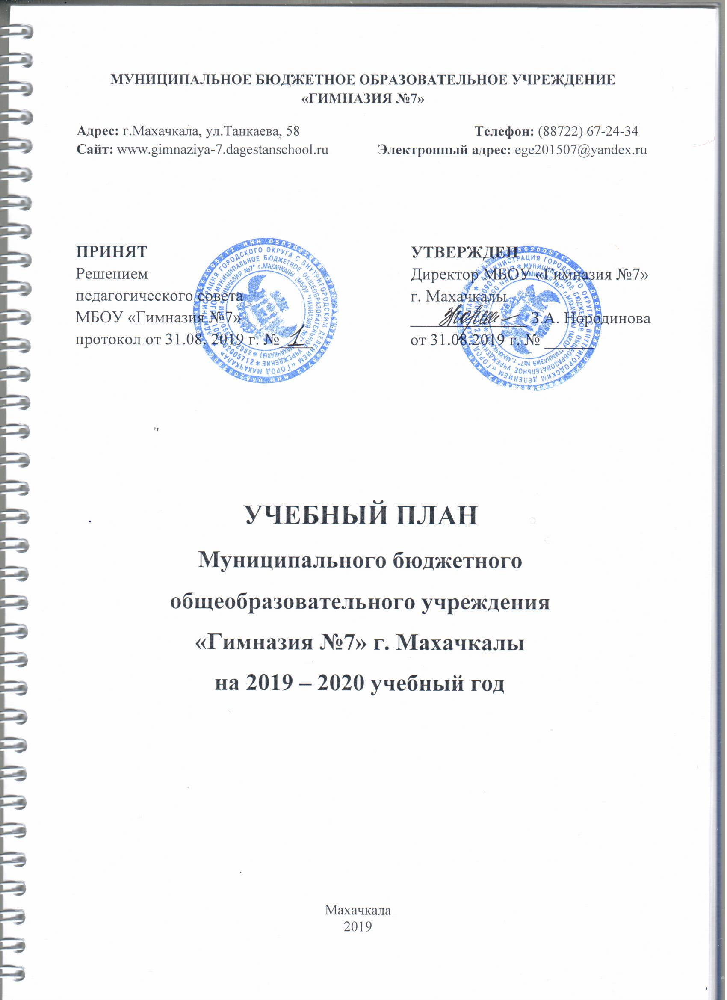 МУНИЦИПАЛЬНОЕ БЮДЖЕТНОЕ ОБРАЗОВАТЕЛЬНОЕ УЧРЕЖДЕНИЕ
«ГИМНАЗИЯ №7»
Адрес: г.Махачкала, ул.Танкаева, 58 Телефон: (88722) 67-24-34
Сайт: www.gimnaziya-7.dagestanschool.ru Электронный адрес: ege201507@yandex.ru
ПРИНЯТ
Решением
педагогического совета
МБОУ «Гимназия №7»
протокол от 31.08. 2019 г. № 1
УТВЕРЖДЕН
Директор МБОУ «Гимназия №7»
г. Махачкалы
З.А. Нородинова
от 31.08.2019 г. № ______
УЧЕБНЫЙ ПЛАН
Муниципального бюджетного
общеобразовательного учреждения
«Гимназия №7» г. Махачкалы
на 2019 – 2020 учебный год
Махачкала
2019